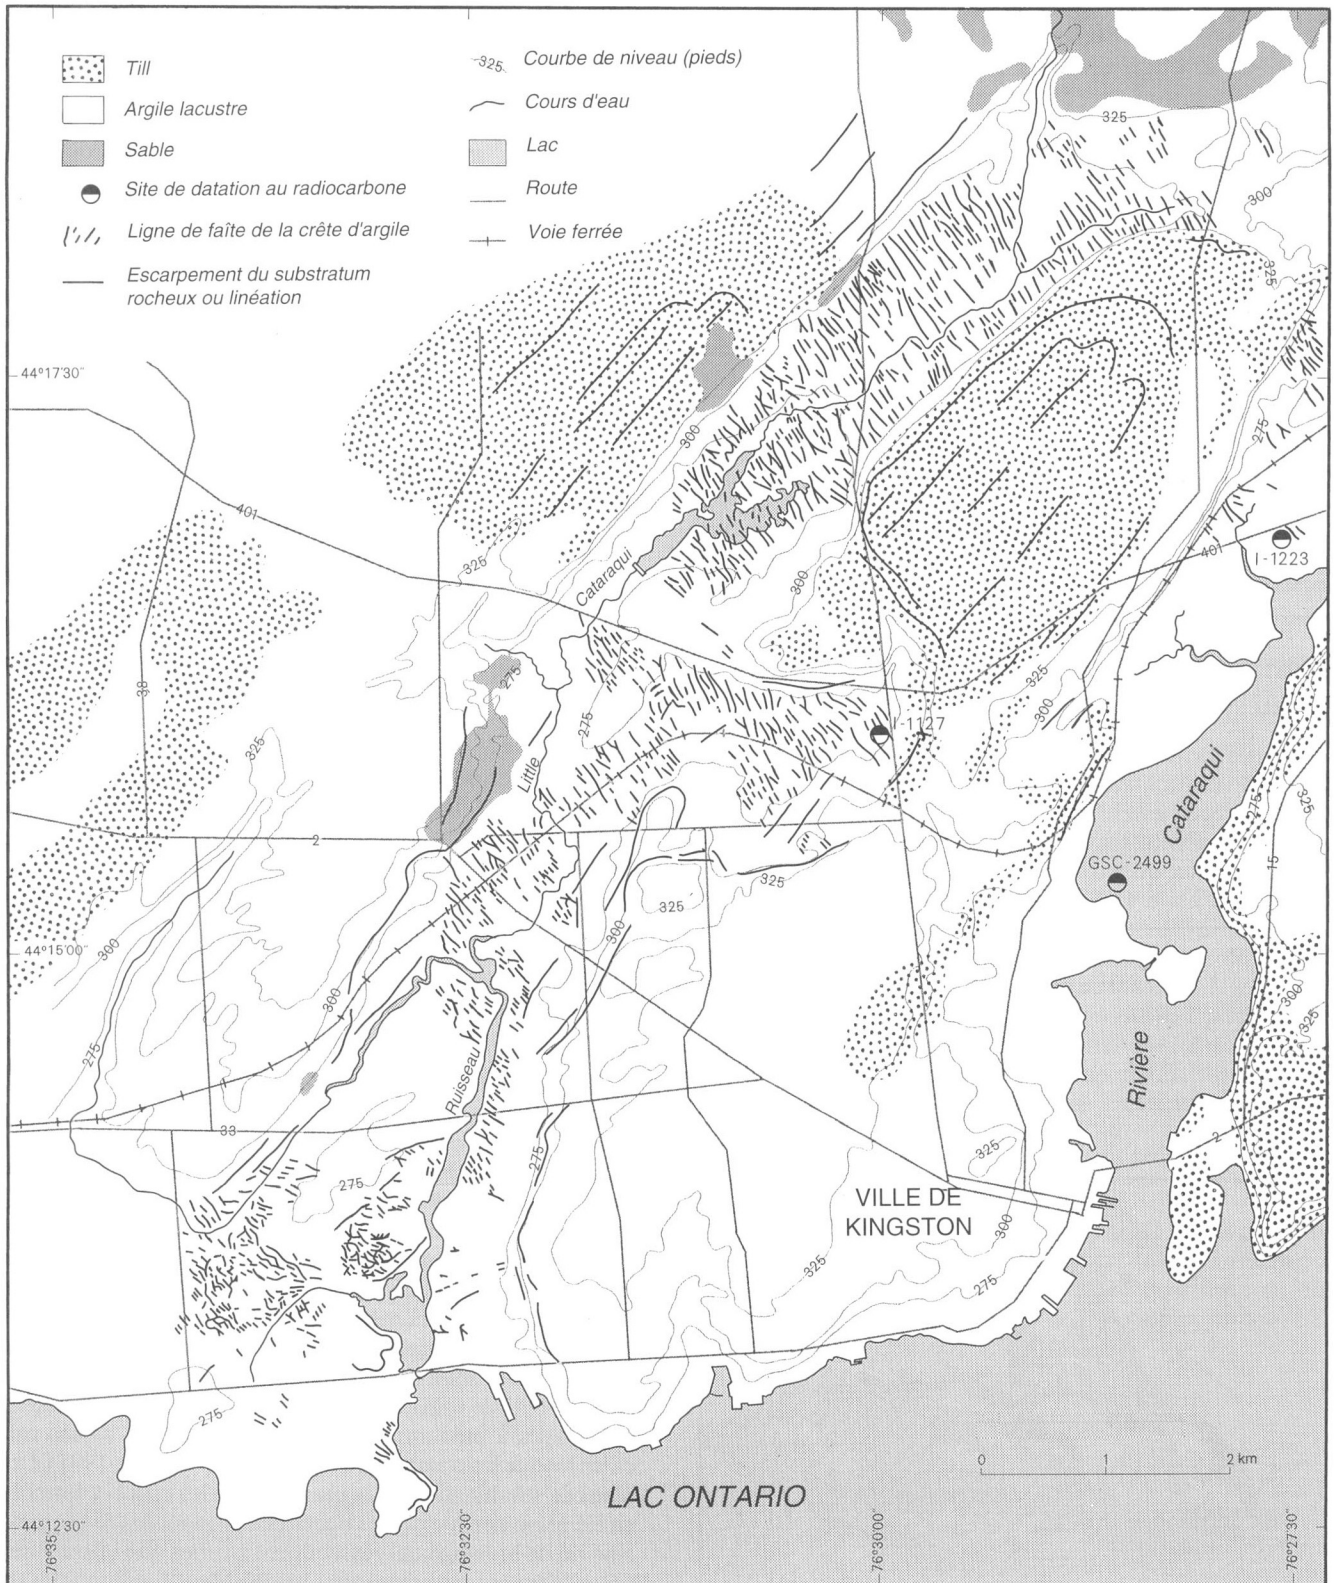 Till
Argile lacustre
Sable
Site de datation au radiocarbone
Ligne de faîte de la crête d'argile
Escarpement du substratum
rocheux ou linéation
325
Courbe de niveau (pieds)
Cours d'eau
Lac
Route
Voie ferrée
325
300
325
44°17'30"
300
275
401
325
Cataraqui
300
401
I-1223
275
325
38
300
275
I-1127
325
Little
Cataraqui
275
325
2
GSC-2499
15
325
325
300
44°15'00"
300
300
300
325
275
Ruisseau
Rivière
33
2
275
325
275
VILLE DE
KINGSTON
300
325
275
275
0 1 2 km
LAC ONTARIO
44°12'30"
76°35'
76°32'30"
76°30'00"
76°27'30"